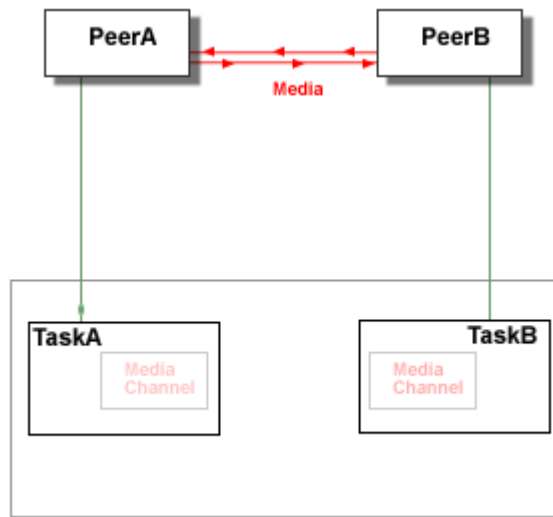 PeerA
PeerB
Media
TaskA
TaskB
Media
Channel
Media
Channel